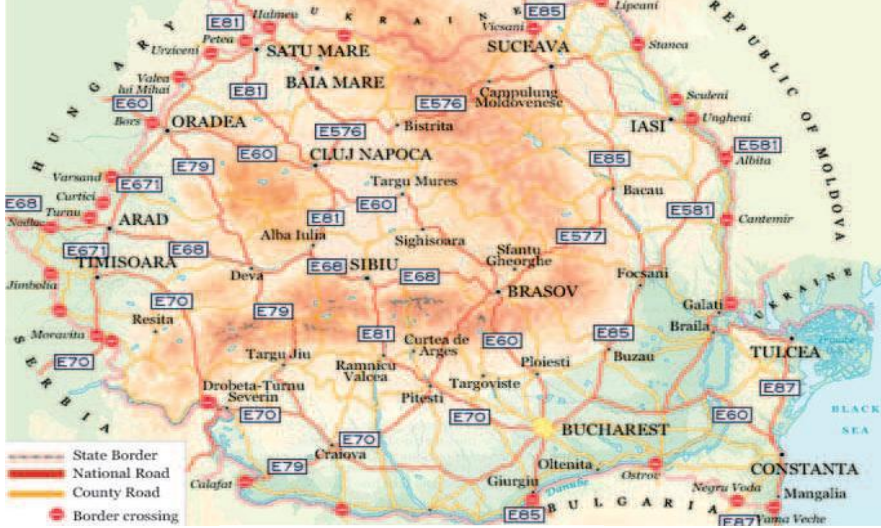 E81
Halmeu
UKRAINE
E85
Lipcani
Vicsani
REPUBLIC OF MOLDOVA
HUNGARY
Petea
Urziceni
SATU MARE
SUCEAVA
Stanca
Valea
lui Mihai
BAIA MARE
E81
Campulung
Moldovenesc
Sculeni
E60
E576
Bors
ORADEA
Bistrita
IASI
Ungheni
E576
E581
E60
CLUJ NAPOCA
E85
Albita
E79
Varsand
E671
Targu Mures
Bacau
Curtici
E60
E68
Turnu
E581
Nadlac
ARAD
E81
Cantemir
Alba Iulia
Sighisoara
E577
E671
E68
Sfantu
Gheorghe
TIMISOARA
E68
SIBIU
E68
Deva
Focsani
UKRAINE
Jimbolia
BRASOV
E70
Galati
Resita
E79
Braila
Moravita
E81
Curtea de
Arges
E60
E85
SERBIA
TULCEA
E70
Targu Jiu
Ramnicu
Valcea
Ploiesti
Buzau
Targoviste
Drobeta-Turnu
Severin
Pitesti
E87
E70
E70
E60
BLACK
SEA
BUCHAREST
E70
State Border
Craiova
National Road
E79
Oltenita
Ostrov
CONSTANTA
County Road
Calafat
Giurgiu
Danube
Negru Voda
Mangalia
Border crossing
E85
BULGARIA
E87
Vama Veche